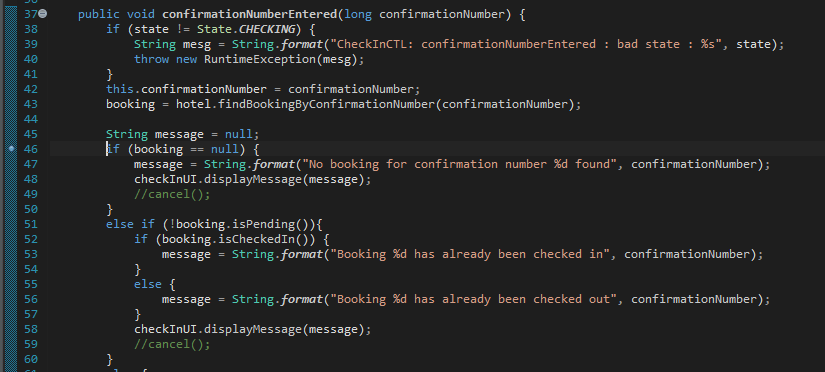 37 public void confirmationNumberEntered(long confirmationNumber) {
38 if (state != State.CHECKING) {
39 String mesg = String.format("CheckInCTL: confirmationNumberEntered : bad state : %s", state);
40 throw new RuntimeException(mesg);
41 }
42 this.confirmationNumber = confirmationNumber;
43 booking = hotel.findBookingByConfirmationNumber(confirmationNumber);
44
45 String message = null;
46 if (booking == null) {
47 message = String.format("No booking for confirmation number %d found", confirmationNumber);
48 checkInUI.displayMessage(message);
49 //cancel();
50 }
51 else if (!booking.isPending()){
52 if (booking.isCheckedIn()) {
53 message = String.format("Booking %d has already been checked in", confirmationNumber);
54 }
55 else {
56 message = String.format("Booking %d has already been checked out", confirmationNumber);
57 }
58 checkInUI.displayMessage(message);
59 //cancel();
60 }